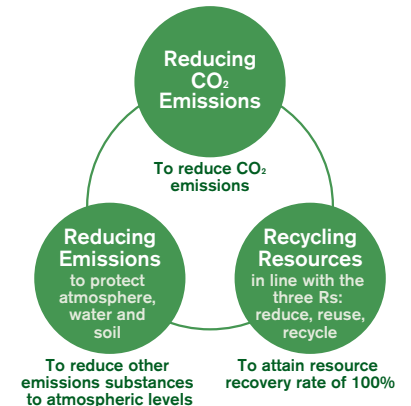 Reducing
CO₂
Emissions
To reduce CO₂
emissions
Reducing
Emissions
to protect
atmosphere,
water and
soil
To reduce other
emissions substances
to atmospheric levels
Recycling
Resources
in line with the
three Rs:
reduce, reuse,
recycle
To attain resource
recovery rate of 100%